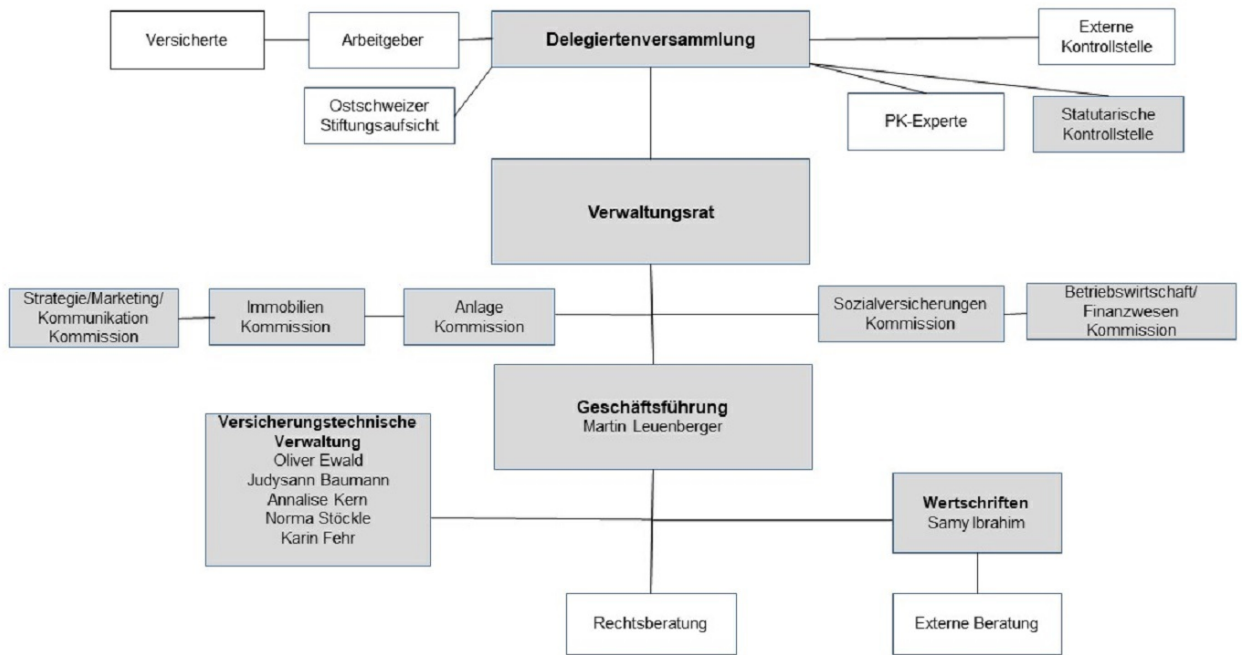 Versicherte
Arbeitgeber
Delegiertenversammlung
Externe
Kontrollstelle
Ostschweizer
Stiftungsaufsicht
PK-Experte
Statutarische
Kontrollstelle
Verwaltungsrat
Strategie/Marketing/
Kommunikation
Kommission
Immobilien
Kommission
Anlage
Kommission
Sozialversicherungen
Kommission
Betriebswirtschaft/
Finanzwesen
Kommission
Geschäftsführung
Martin Leuenberger
Versicherungstechnische
Verwaltung
Oliver Ewald
Judysann Baumann
Annalise Kern
Norma Stöckle
Karin Fehr
Wertschriften
Samy Ibrahim
Rechtsberatung
Externe Beratung